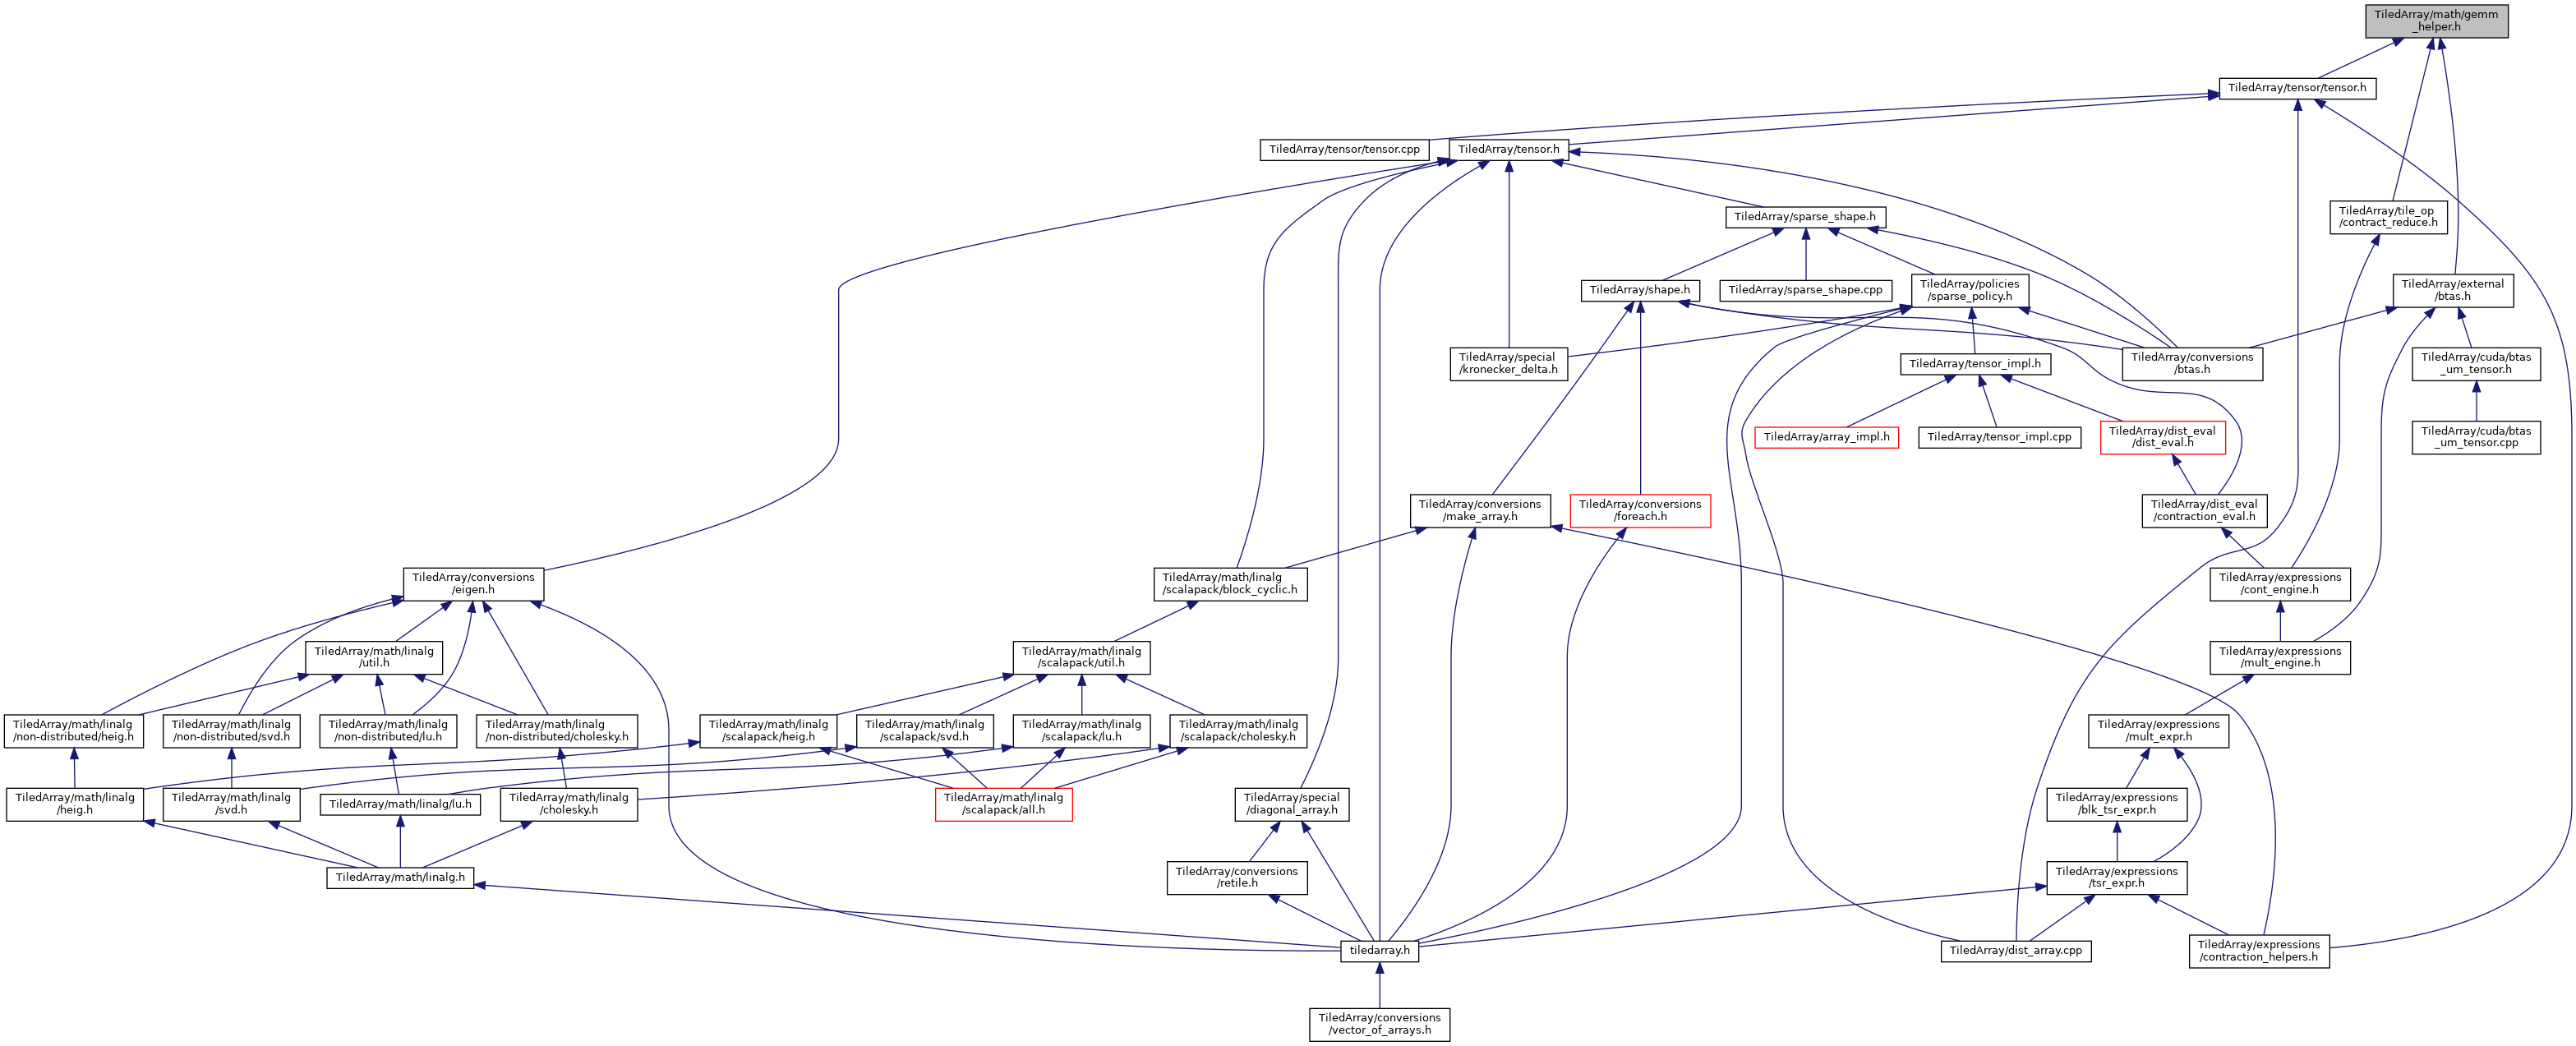 TiledArray/math/gemm
_helper.h
TiledArray/tensor/tensor.h
TiledArray/tensor/tensor.cpp
TiledArray/tensor.h
TiledArray/tile_op
/contract_reduce.h
TiledArray/sparse_shape.h
TiledArray/shape.h
TiledArray/sparse_shape.cpp
TiledArray/policies
/sparse_policy.h
TiledArray/external
/btas.h
TiledArray/special
/kronecker_delta.h
TiledArray/tensor_impl.h
TiledArray/conversions
/btas.h
TiledArray/cuda/btas
_um_tensor.h
TiledArray/array_impl.h
TiledArray/tensor_impl.cpp
TiledArray/dist_eval
/dist_eval.h
TiledArray/cuda/btas
_um_tensor.cpp
TiledArray/conversions
/make_array.h
TiledArray/conversions
/foreach.h
TiledArray/dist_eval
/contraction_eval.h
TiledArray/conversions
/eigen.h
TiledArray/math/linalg
/scalapack/block_cyclic.h
TiledArray/expressions
/cont_engine.h
TiledArray/math/linalg
/util.h
TiledArray/math/linalg
/scalapack/util.h
TiledArray/expressions
/mult_engine.h
TiledArray/math/linalg
/non-distributed/heig.h
TiledArray/math/linalg
/non-distributed/svd.h
TiledArray/math/linalg
/non-distributed/lu.h
TiledArray/math/linalg
/non-distributed/cholesky.h
TiledArray/math/linalg
/scalapack/heig.h
TiledArray/math/linalg
/scalapack/svd.h
TiledArray/math/linalg
/scalapack/lu.h
TiledArray/math/linalg
/scalapack/cholesky.h
TiledArray/expressions
/mult_expr.h
TiledArray/math/linalg
/heig.h
TiledArray/math/linalg
/svd.h
TiledArray/math/linalg/lu.h
TiledArray/math/linalg
/cholesky.h
TiledArray/math/linalg
/scalapack/all.h
TiledArray/special
/diagonal_array.h
TiledArray/expressions
/blk_tsr_expr.h
TiledArray/math/linalg.h
TiledArray/conversions
/retile.h
TiledArray/expressions
/tsr_expr.h
tiledarray.h
TiledArray/dist_array.cpp
TiledArray/expressions
/contraction_helpers.h
TiledArray/conversions
/vector_of_arrays.h